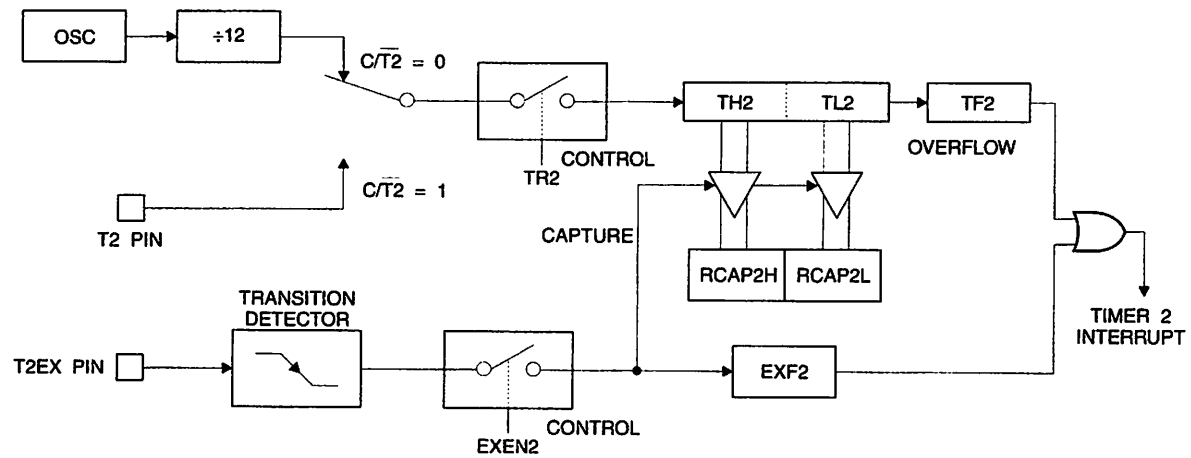 OSC
÷12
C/T2̅ = 0
TH2
TL2
TF2
CONTROL
TR2
OVERFLOW
C/T2̅ = 1
T2 PIN
CAPTURE
RCAP2H
RCAP2L
TRANSITION
DETECTOR
TIMER 2
INTERRUPT
T2EX PIN
EXF2
CONTROL
EXEN2